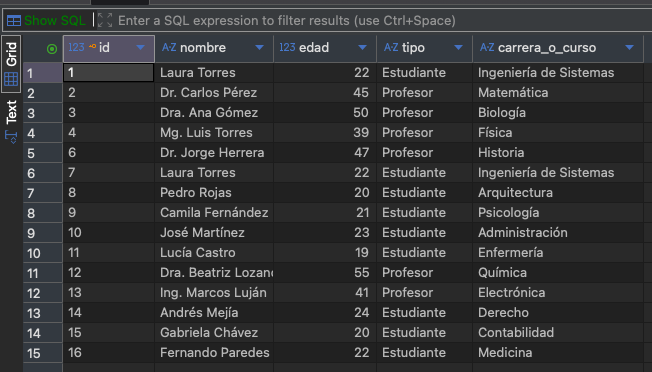 Show SQL Enter a SQL expression to filter results (use Ctrl+Space)
Grid
Text
123 id A-Z nombre 123 edad A-Z tipo A-Z carrera_o_curso
1 1 Laura Torres 22 Estudiante Ingeniería de Sistemas
2 2 Dr. Carlos Pérez 45 Profesor Matemática
3 3 Dra. Ana Gómez 50 Profesor Biología
4 4 Mg. Luis Torres 39 Profesor Física
5 6 Dr. Jorge Herrera 47 Profesor Historia
6 7 Laura Torres 22 Estudiante Ingeniería de Sistemas
7 8 Pedro Rojas 20 Estudiante Arquitectura
8 9 Camila Fernández 21 Estudiante Psicología
9 10 José Martínez 23 Estudiante Administración
10 11 Lucía Castro 19 Estudiante Enfermería
11 12 Dra. Beatriz Lozan 55 Profesor Química
12 13 Ing. Marcos Luján 41 Profesor Electrónica
13 14 Andrés Mejía 24 Estudiante Derecho
14 15 Gabriela Chávez 20 Estudiante Contabilidad
15 16 Fernando Paredes 22 Estudiante Medicina